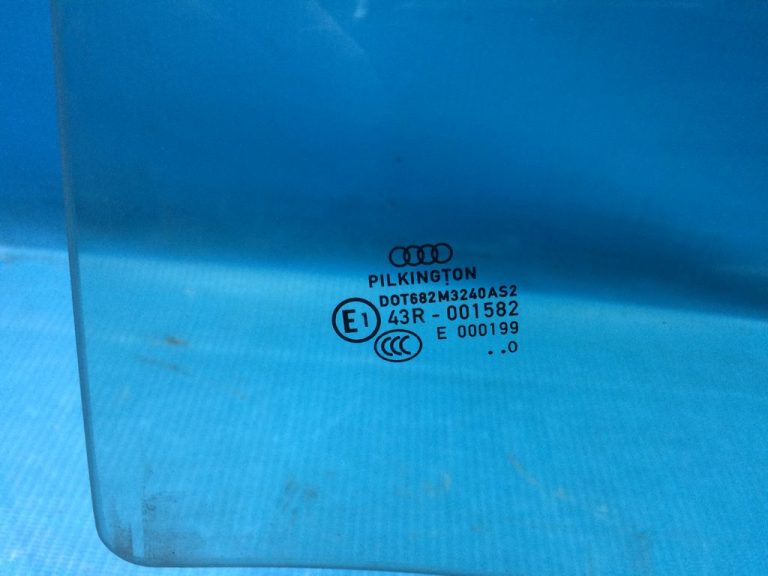 PILKINGTON
DOT682M3240AS2
E1 43R - 001582
E 000199
CCC ..0